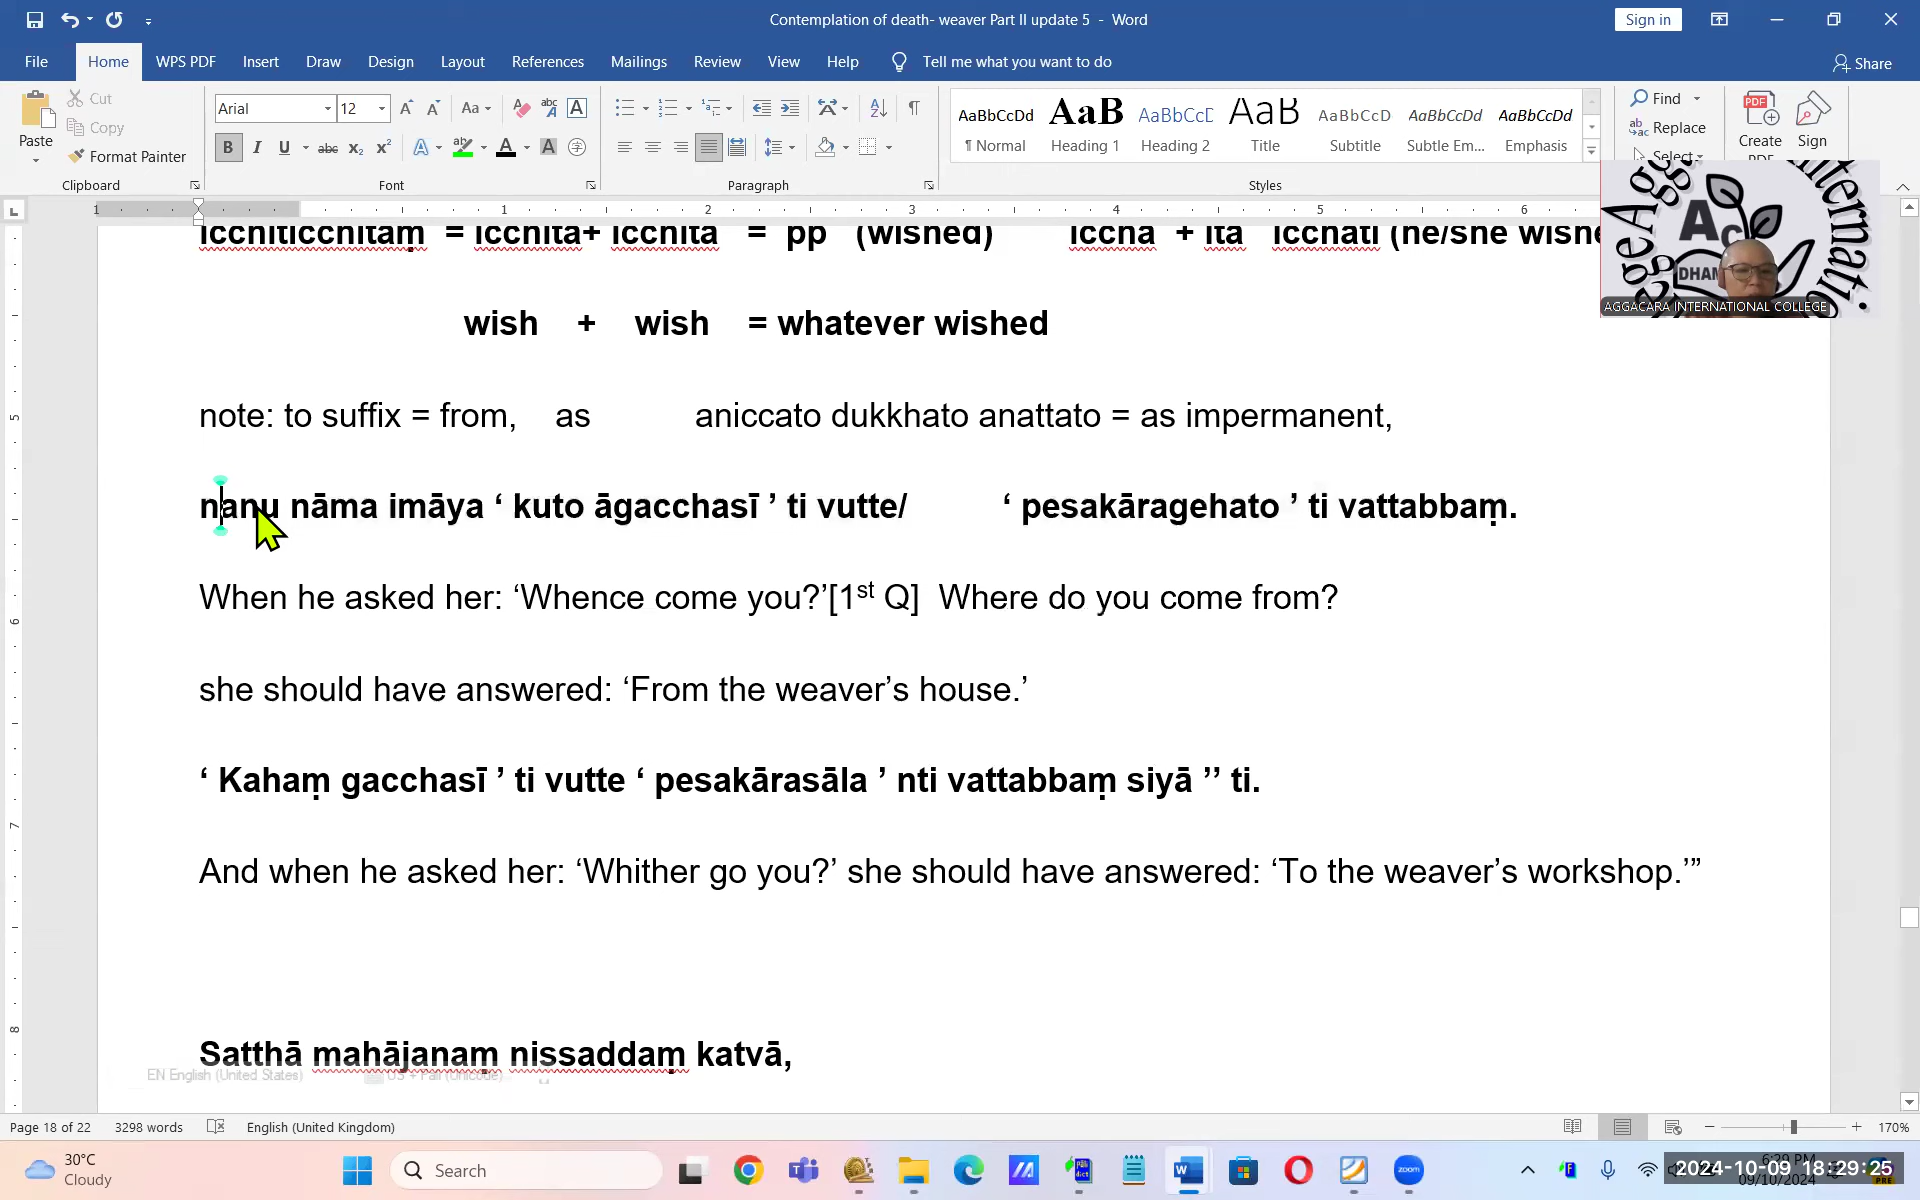 Contemplation of death- weaver Part II update 5 - Word
Sign in
File Home WPS PDF Insert Draw Design Layout References Mailings Review View Help Tell me what you want to do
Share
Paste
Cut
Copy
Format Painter
Clipboard
Arial 12
Font
Paragraph
AaBbCcDd AaB AaBbCcD AaB AaBbCcD AaBbCcDd AaBbCcDd
¶ Normal Heading 1 Heading 2 Title Subtitle Subtle Em... Emphasis
Styles
Find
Replace
Select
Create
PDF
Sign
AGGACARA INTERNATIONAL COLLEGE
icchiticchitaṃ = icchita+ icchita = pp (wished) iccha + ita icchati (he/she
wish + wish = whatever wished
note: to suffix = from, as aniccato dukkhato anattato = as impermanent,
nanu nāma imāya ‘ kuto āgacchasī ’ ti vutte/ ‘ pesakāragehato ’ ti vattabbaṃ.
When he asked her: ‘Whence come you?’[1st Q] Where do you come from?
she should have answered: ‘From the weaver’s house.’
‘ Kahaṃ gacchasī ’ ti vutte ‘ pesakārasāla ’ nti vattabbaṃ siyā ’’ ti.
And when he asked her: ‘Whither go you?’ she should have answered: ‘To the weaver’s workshop.’”
Satthā mahājanaṃ nissaddaṃ katvā,
EN English (United States)
Page 18 of 22 3298 words English (United Kingdom) 170%
30°C
Cloudy
Search
2024-10-09 18:29:25